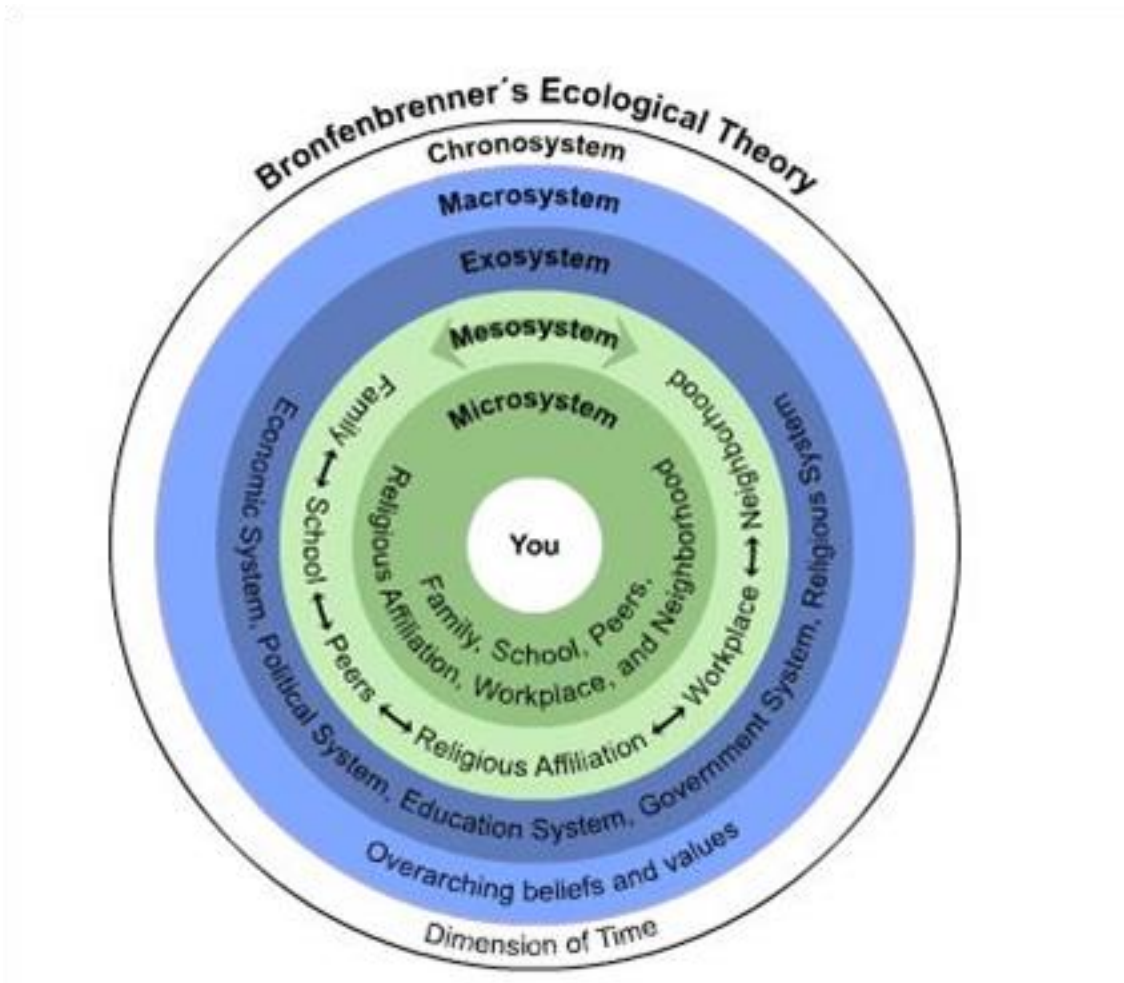 Bronfenbrenner´s Ecological Theory
Chronosystem
Macrosystem
Exosystem
Mesosystem
Microsystem
You
Family, School, Peers,
Religious Affiliation, Workplace, and Neighborhood
Family ↔ School ↔ Peers ↔ Religious Affiliation ↔ Workplace ↔ Neighborhood
Economic System, Political System, Education System, Government System, Religious System
Overarching beliefs and values
Dimension of Time